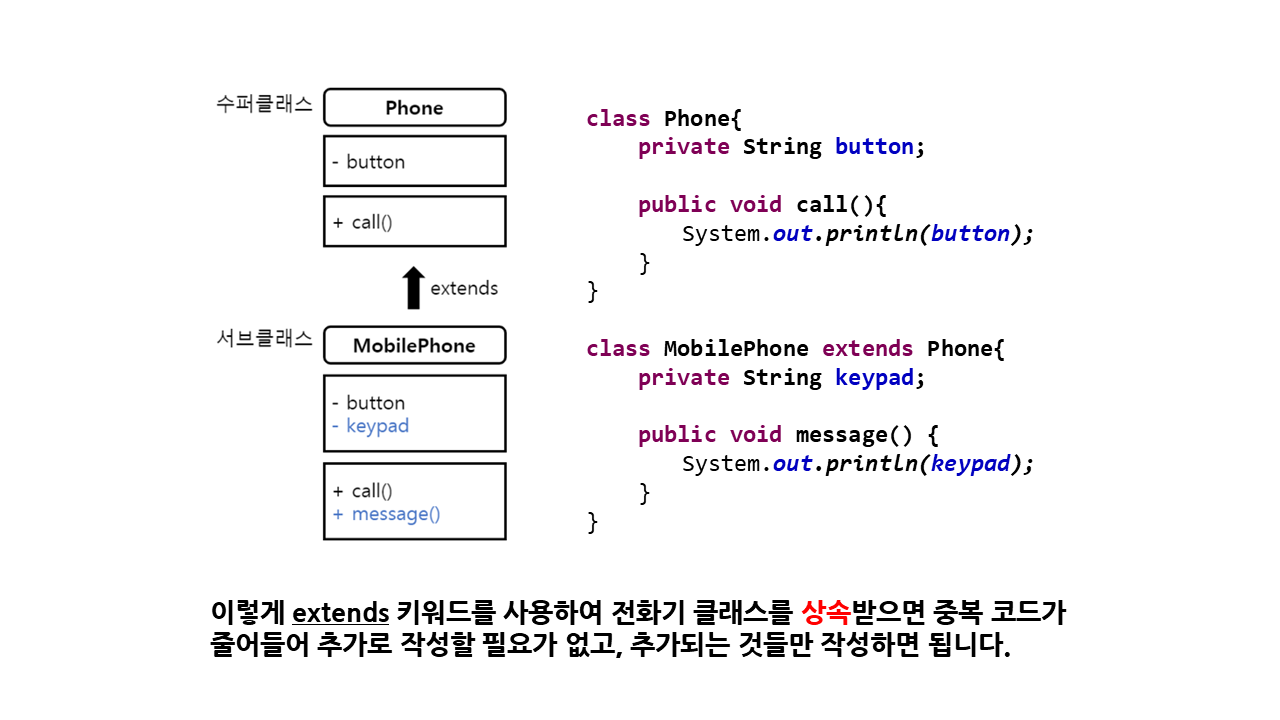 수퍼클래스
Phone
- button
+ call()
extends
서브클래스
MobilePhone
- button
- keypad
+ call()
+ message()
class Phone{
private String button;
public void call(){
System.out.println(button);
}
}
class MobilePhone extends Phone{
private String keypad;
public void message() {
System.out.println(keypad);
}
}
이렇게 extends 키워드를 사용하여 전화기 클래스를 상속받으면 중복 코드가
줄어들어 추가로 작성할 필요가 없고, 추가되는 것들만 작성하면 됩니다.